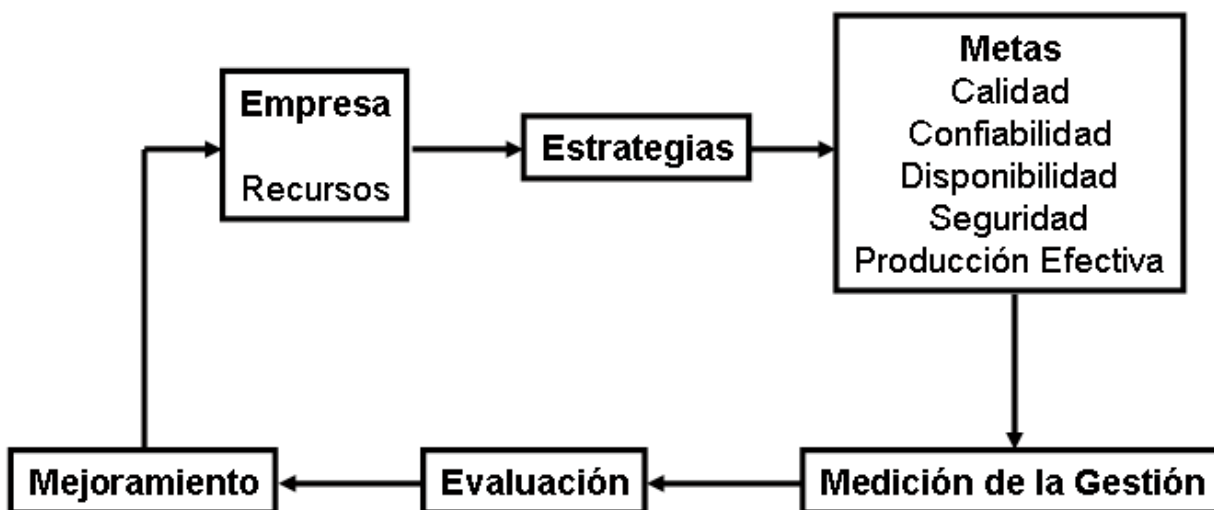 Empresa
Recursos
Estrategias
Metas
Calidad
Confiabilidad
Disponibilidad
Seguridad
Producción Efectiva
Medición de la Gestión
Evaluación
Mejoramiento